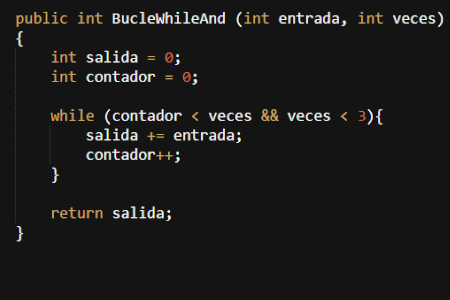 public int BucleWhileAnd (int entrada, int veces)
{
    int salida = 0;
    int contador = 0;

    while (contador < veces && veces < 3){
        salida += entrada;
        contador++;
    }

    return salida;
}